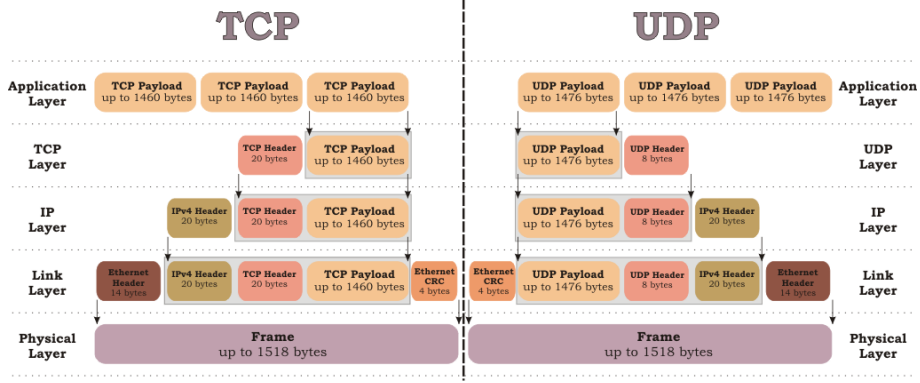 TCP
UDP
Application
Layer
TCP Payload
up to 1460 bytes
TCP Payload
up to 1460 bytes
TCP Payload
up to 1460 bytes
UDP Payload
up to 1476 bytes
UDP Payload
up to 1476 bytes
UDP Payload
up to 1476 bytes
Application
Layer
TCP
Layer
TCP Header
20 bytes
TCP Payload
up to 1460 bytes
UDP Payload
up to 1476 bytes
UDP Header
8 bytes
UDP
Layer
IP
Layer
IPv4 Header
20 bytes
TCP Header
20 bytes
TCP Payload
up to 1460 bytes
UDP Payload
up to 1476 bytes
UDP Header
8 bytes
IPv4 Header
20 bytes
IP
Layer
Link
Layer
Ethernet
Header
14 bytes
IPv4 Header
20 bytes
TCP Header
20 bytes
TCP Payload
up to 1460 bytes
Ethernet
CRC
4 bytes
Ethernet
CRC
4 bytes
UDP Payload
up to 1476 bytes
UDP Header
8 bytes
IPv4 Header
20 bytes
Ethernet
Header
14 bytes
Link
Layer
Physical
Layer
Frame
up to 1518 bytes
Frame
up to 1518 bytes
Physical
Layer